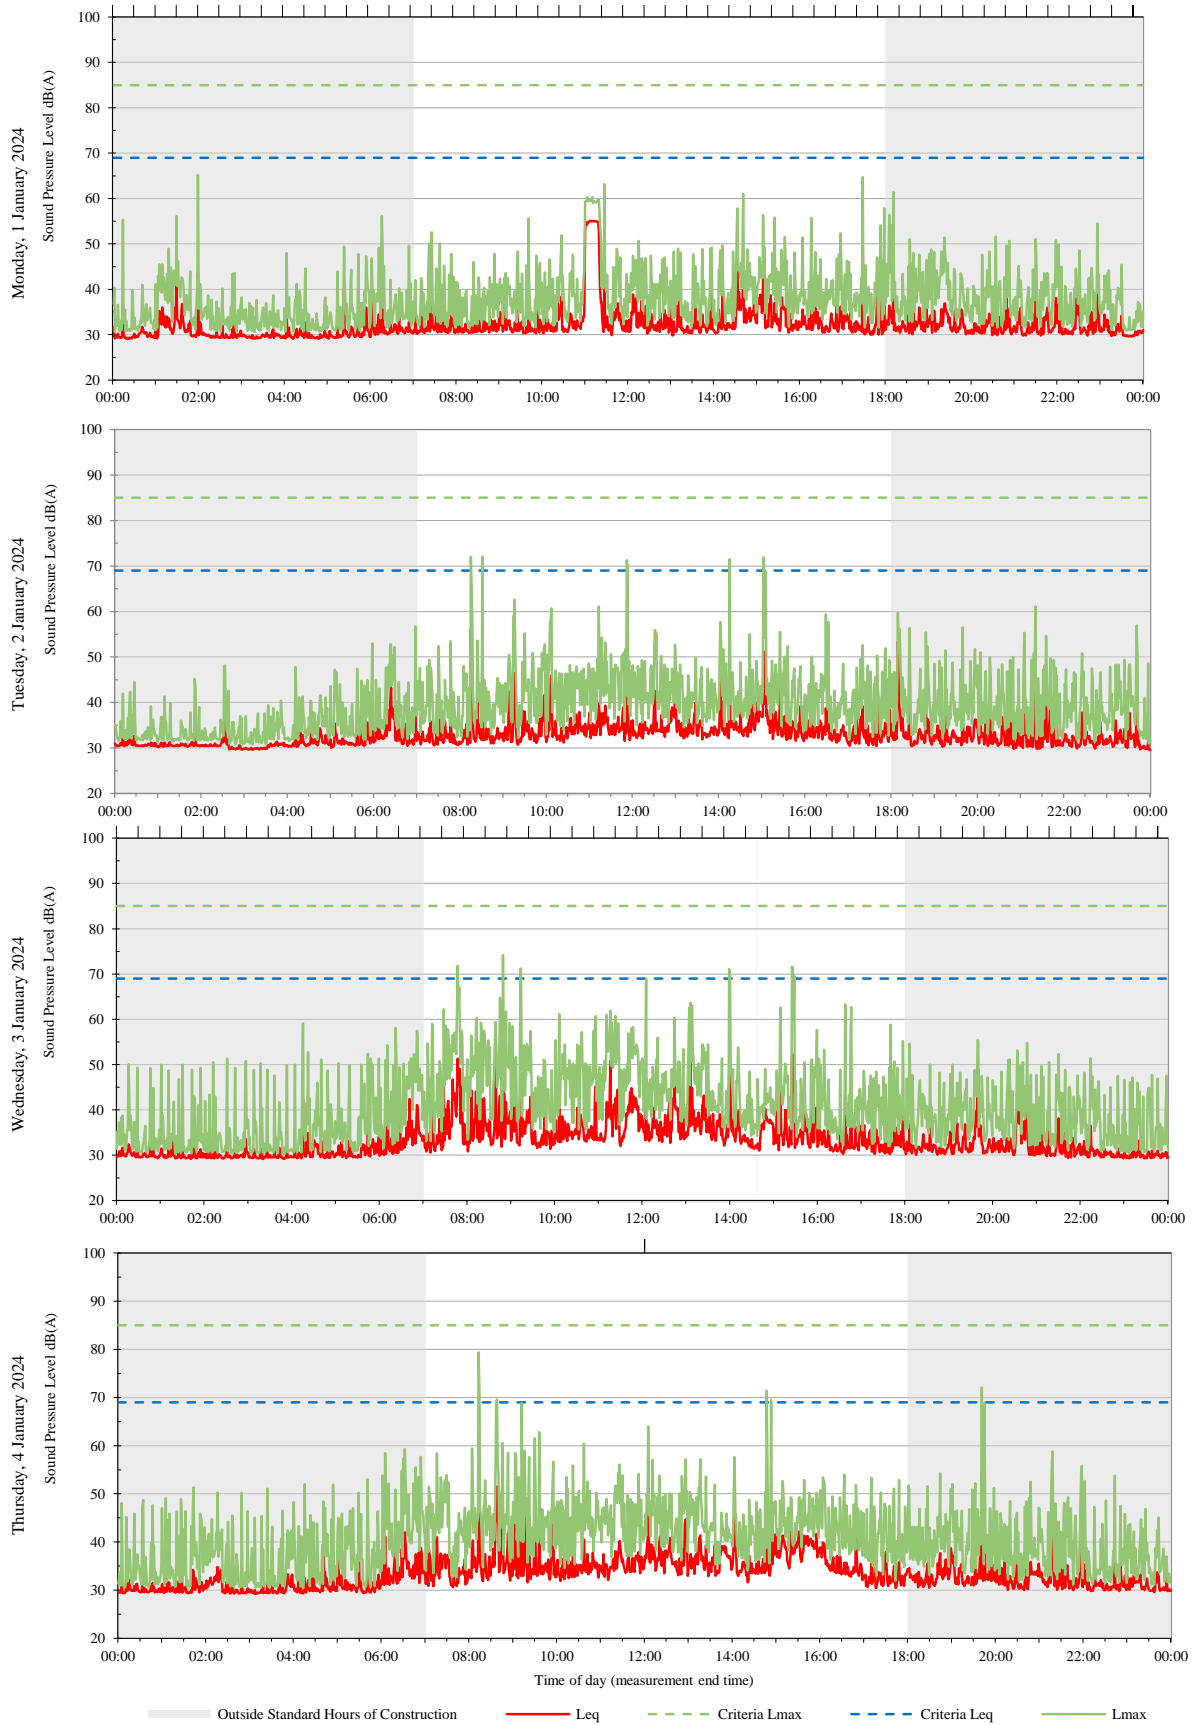 100
90
80
70
60
50
40
30
20
Sound Pressure Level dB(A)
Monday, 1 January 2024
00:00 02:00 04:00 06:00 08:00 10:00 12:00 14:00 16:00 18:00 20:00 22:00 00:00
100
90
80
70
60
50
40
30
20
Sound Pressure Level dB(A)
Tuesday, 2 January 2024
00:00 02:00 04:00 06:00 08:00 10:00 12:00 14:00 16:00 18:00 20:00 22:00 00:00
100
90
80
70
60
50
40
30
20
Sound Pressure Level dB(A)
Wednesday, 3 January 2024
00:00 02:00 04:00 06:00 08:00 10:00 12:00 14:00 16:00 18:00 20:00 22:00 00:00
100
90
80
70
60
50
40
30
20
Sound Pressure Level dB(A)
Thursday, 4 January 2024
00:00 02:00 04:00 06:00 08:00 10:00 12:00 14:00 16:00 18:00 20:00 22:00 00:00
Time of day (measurement end time)
Outside Standard Hours of Construction Leq Criteria Lmax Criteria Leq Lmax